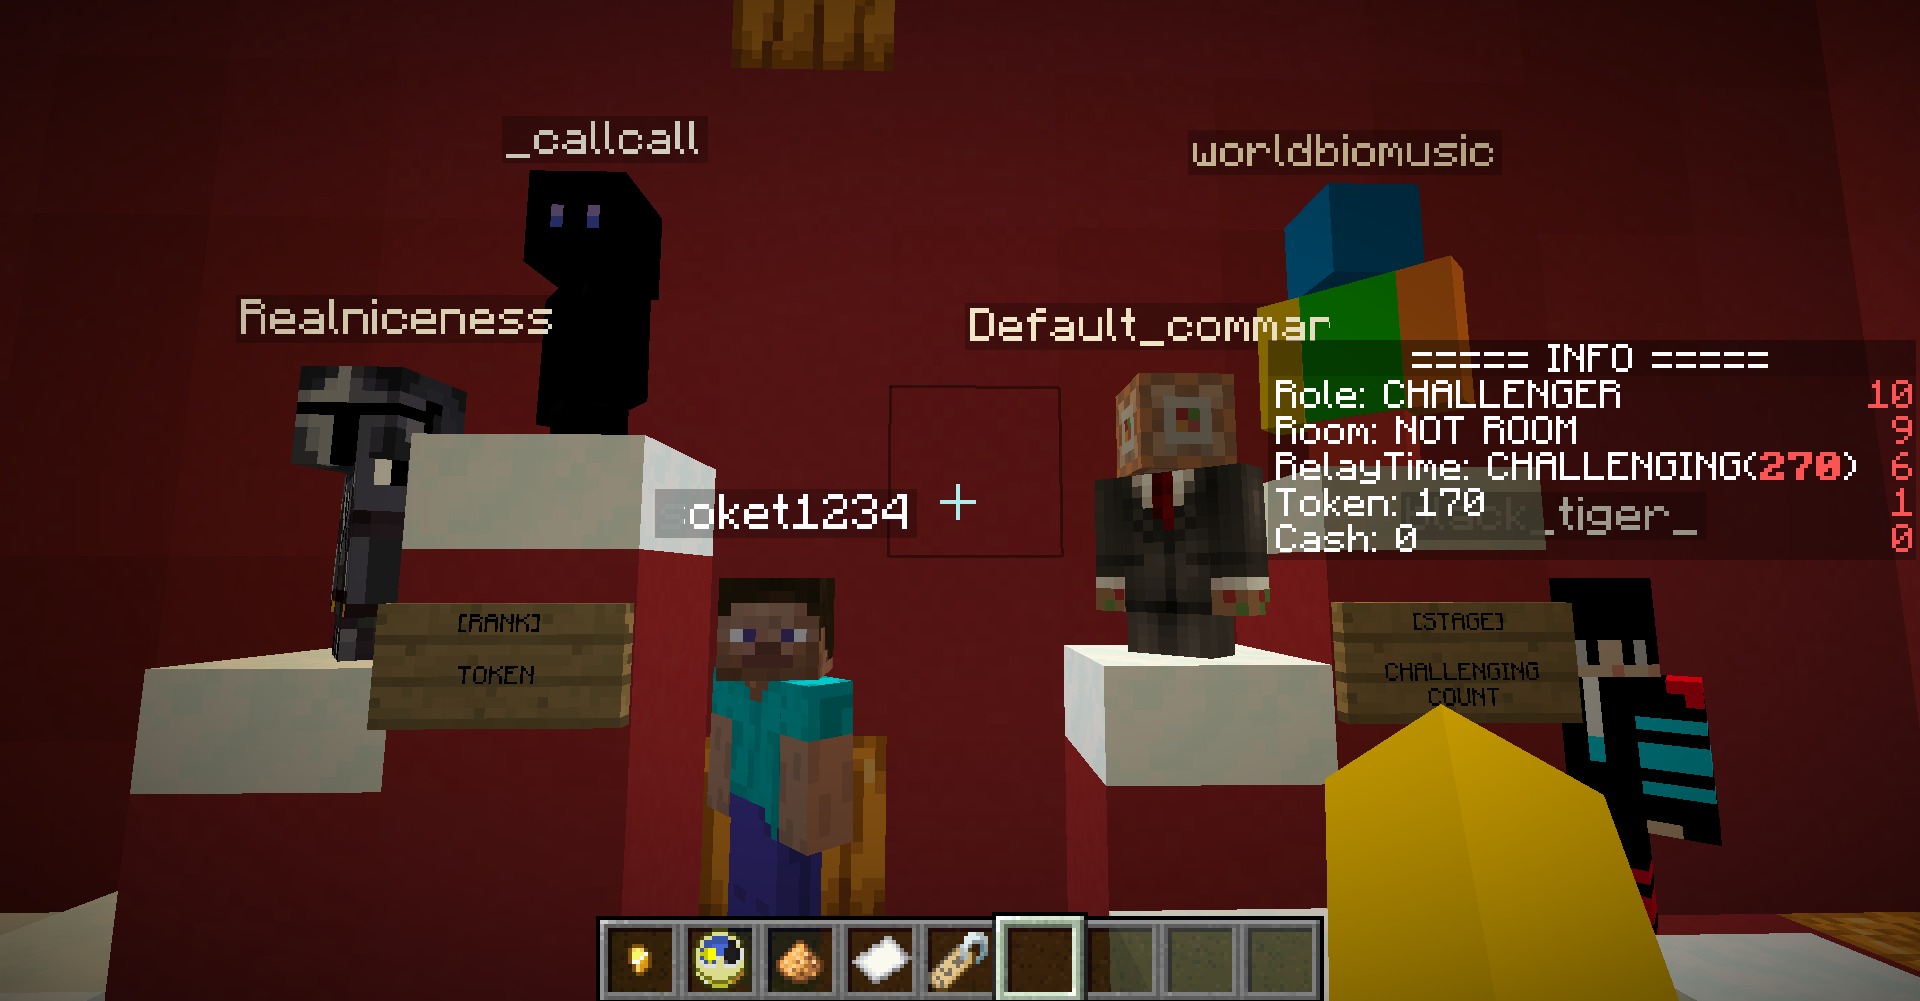 _callcall
worldbiomusic
Realniceness
Default_commar
===== INFO =====
Role: CHALLENGER 10
Room: NOT ROOM 9
RelayTime: CHALLENGING(270) 6
Token: 170 1
Cash: 0 0
oket1234
_tiger_
[RANK]
TOKEN
[STAGE]
CHALLENGING
COUNT